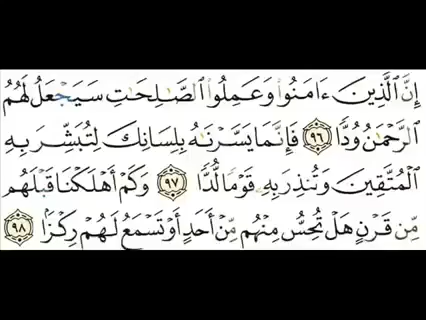 إِنَّ ٱلَّذِينَ ءَامَنُوا۟ وَعَمِلُوا۟ ٱلصَّـٰلِحَـٰتِ سَيَجْعَلُ لَهُمُ
ٱلرَّحْمَـٰنُ وُدًّا ٩٦ فَإِنَّمَا يَسَّرْنَـٰهُ بِلِسَانِكَ لِتُبَشِّرَ بِهِ
ٱلْمُتَّقِينَ وَتُنذِرَ بِهِۦ قَوْمًا لُّدًّا ٩٧ وَكَمْ أَهْلَكْنَا قَبْلَهُم
مِّن قَرْنٍ هَلْ تُحِسُّ مِنْهُم مِّنْ أَحَدٍ أَوْ تَسْمَعُ لَهُمْ رِكْزًۢا ٩٨